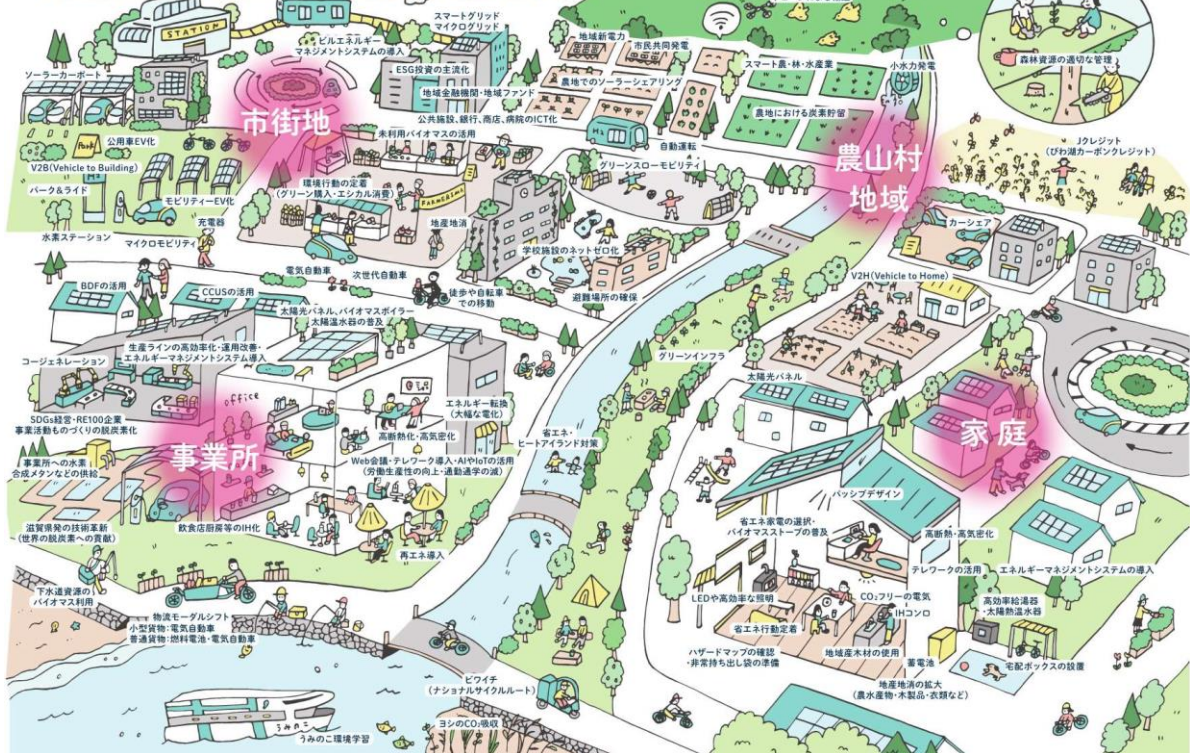 STATION
スマートグリッド
マイクログリッド
ビルエネルギー
マネジメントシステムの導入
ソーラーカーポート
ESG投資の主流化
地域金融機関・地域ファンド
公共施設、銀行、商店、病院のICT化
市街地
地域新電力
市民共同発電
スマート農・林・水産業
小水力発電
森林資源の適切な管理
農地でのソーラーシェアリング
農地における炭素貯留
農山村
地域
Jクレジット
(びわ湖カーボンクレジット)
公用車EV化
Park
V2B(Vehicle to Building)
パーク&ライド
モビリティーEV化
充電器
水素ステーション
マイクロモビリティ
未利用バイオマスの活用
環境行動の定着
(グリーン購入・エシカル消費)
地産地消
H2
自動運転
グリーンスローモビリティ
学校施設のネットゼロ化
避難場所の確保
カーシェア
V2H(Vehicle to Home)
電気自動車
次世代自動車
徒歩や自転車
での移動
BDFの活用
CCUSの活用
太陽光パネル、バイオマスボイラー
太陽温水器の普及
コージェネレーション
生産ラインの高効率化・運用改善・
エネルギーマネジメントシステム導入
office
SDGs経営・RE100企業
事業活動ものづくりの脱炭素化
事業所
エネルギー転換
(大幅な電化)
高断熱化・高気密化
Web会議・テレワーク導入・AIやIoTの活用
(労働生産性の向上・通勤通学の減)
事業所への水素
合成メタンなどの供給
滋賀県発の技術革新
(世界の脱炭素への貢献)
飲食店厨房等のIH化
再エネ導入
省エネ・
ヒートアイランド対策
グリーンインフラ
太陽光パネル
家庭
パッシブデザイン
省エネ家電の選択・
バイオマスストーブの普及
高断熱・高気密化
テレワークの活用
エネルギーマネジメントシステムの導入
LEDや高効率な照明
CO₂フリーの電気
IHコンロ
高効率給湯器
・太陽熱温水器
省エネ行動定着
ハザードマップの確認
・非常持ち出し袋の準備
地域産木材の使用
蓄電池
宅配ボックスの設置
地産地消の拡大
(農水産物・木製品・衣類など)
下水道資源の
バイオマス利用
物流モーダルシフト
小型貨物:電気自動車
普通貨物:燃料電池・電気自動車
ビワイチ
(ナショナルサイクルルート)
うみのこ
うみのこ環境学習
ヨシのCO₂吸収